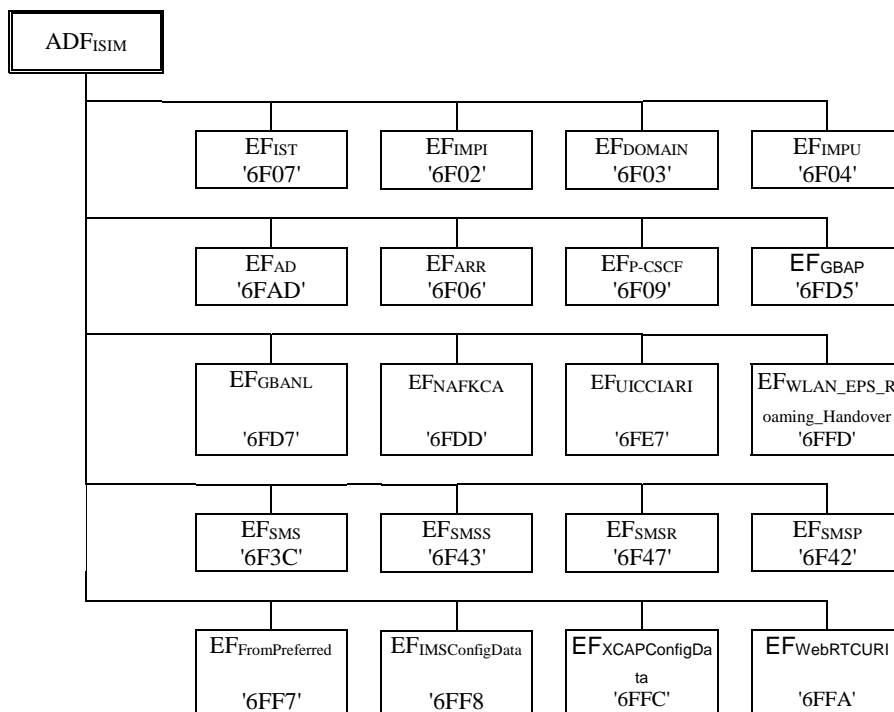 ADFISIM
EFIST EFIMPI EFDOMAIN EFIMPU
'6F07' '6F02' '6F03' '6F04'
EFAD EFARR EFP-CSCF EFGBAP
'6FAD' '6F06' '6F09' '6FD5'
EFGBANL EFNAFKCA EFUICCIARI EFWLAN_EPS_R
oaming_Handover
'6FD7' '6FDD' '6FE7' '6FFD'
EFSMS EFSMSS EFSMSR EFSMSP
'6F3C' '6F43' '6F47' '6F42'
EFFromPreferred EFIMSConfigData EFXCAPConfigDa EFWebRTCURI
ta
'6FF7' '6FF8 '6FFC' '6FFA'